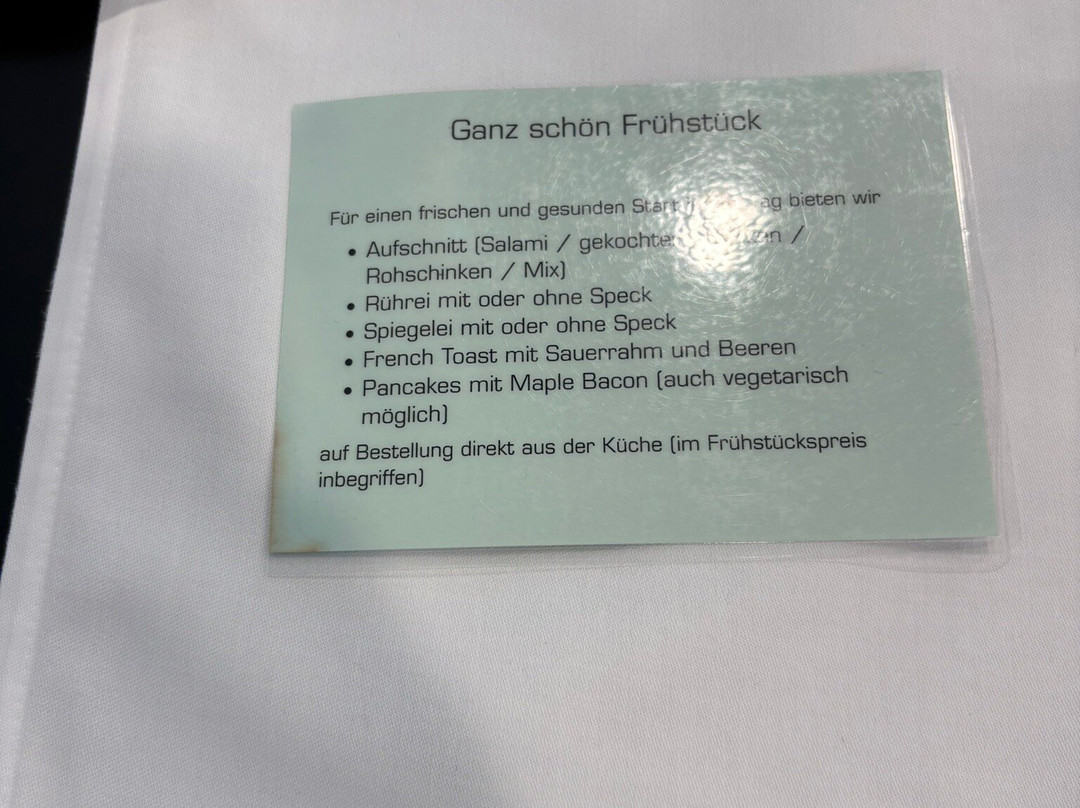 Ganz schön Frühstück
Für einen frischen und gesunden Start bieten wir
• Aufschnitt (Salami / gekochter /
Rohschinken / Mix)
• Rührei mit oder ohne Speck
• Spiegelei mit oder ohne Speck
• French Toast mit Sauerrahm und Beeren
• Pancakes mit Maple Bacon (auch vegetarisch
möglich)
auf Bestellung direkt aus der Küche (im Frühstückspreis
inbegriffen)